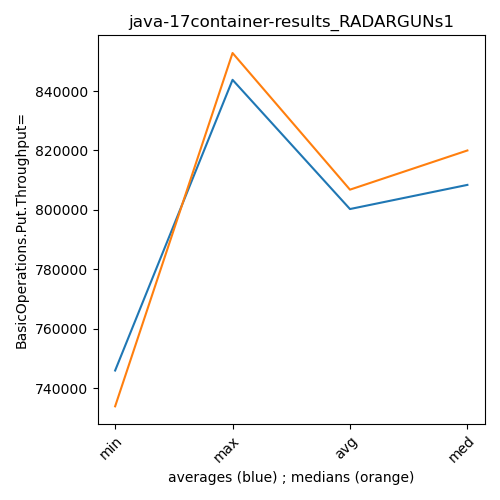 java-17container-results_RADARGUNs1
BasicOperations.Put.Throughput=
840000
820000
800000
780000
760000
740000
min
max
avg
med
averages (blue) ; medians (orange)